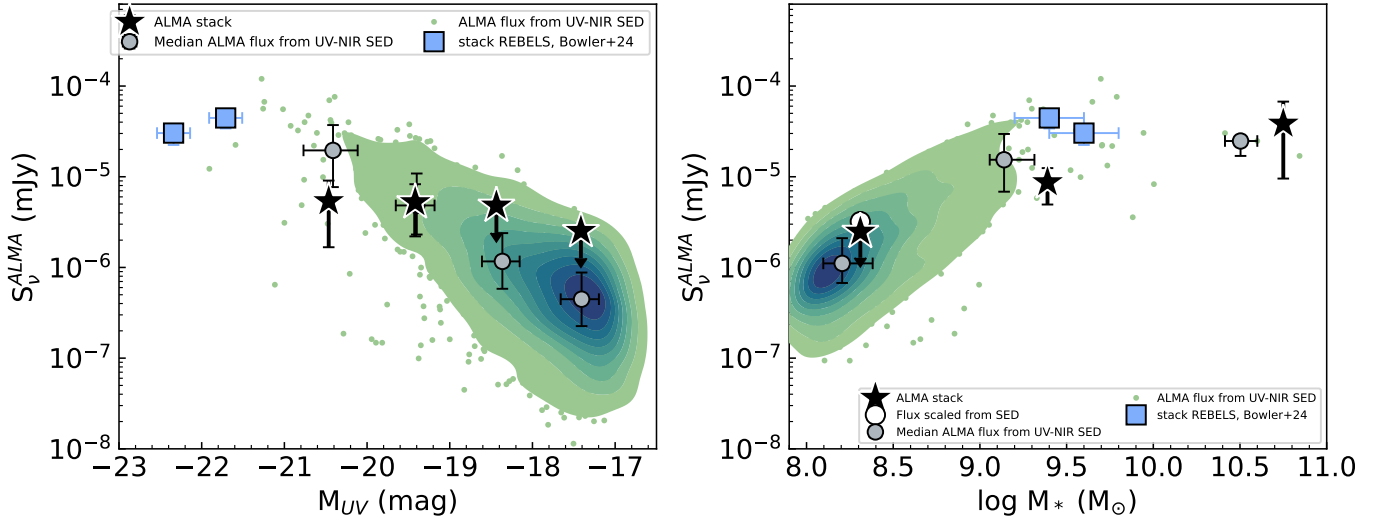 ALMA stack
Median ALMA flux from UV-NIR SED
ALMA flux from UV-NIR SED
stack REBELS, Bowler+24
10⁻⁴
10⁻⁵
10⁻⁶
10⁻⁷
10⁻⁸
S_ν^ALMA (mJy)
−23 −22 −21 −20 −19 −18 −17
M_UV (mag)
10⁻⁴
10⁻⁵
10⁻⁶
10⁻⁷
10⁻⁸
S_ν^ALMA (mJy)
ALMA stack
Flux scaled from SED
Median ALMA flux from UV-NIR SED
ALMA flux from UV-NIR SED
stack REBELS, Bowler+24
8.0 8.5 9.0 9.5 10.0 10.5 11.0
log M_* (M_⊙)